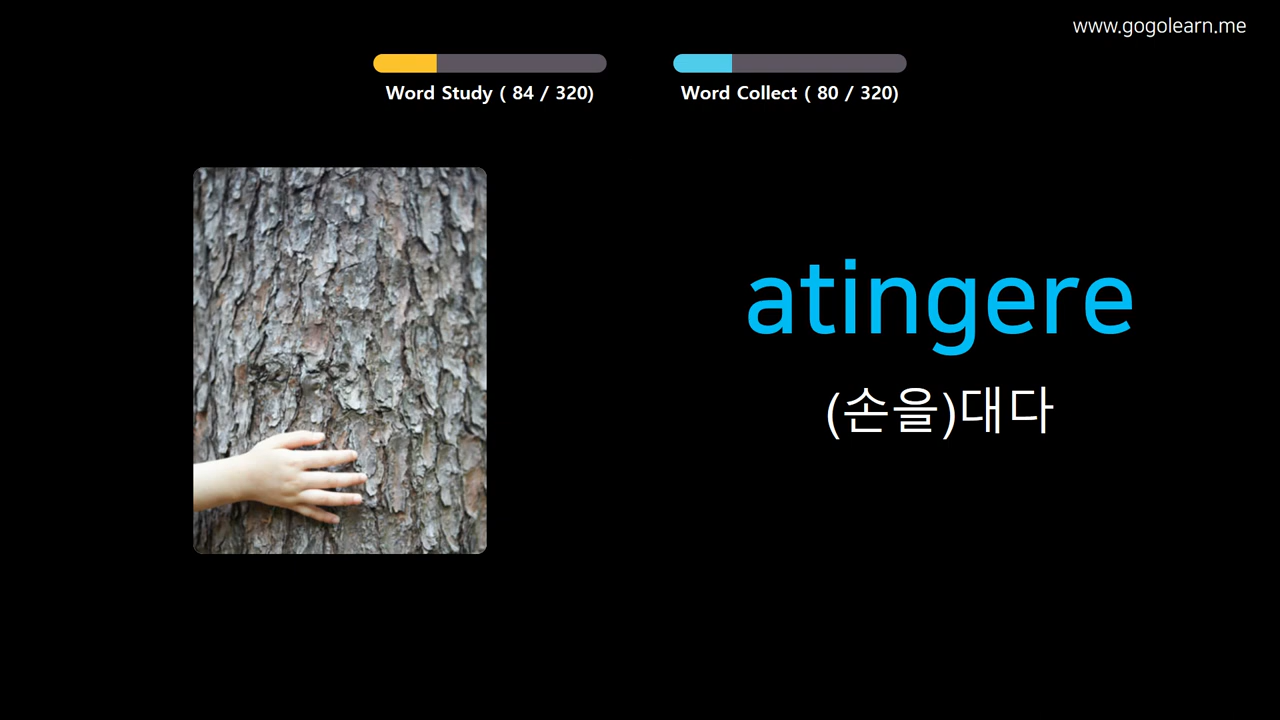 www.gogolearn.me
Word Study ( 84 / 320)
Word Collect ( 80 / 320)
atingere
(손을)대다